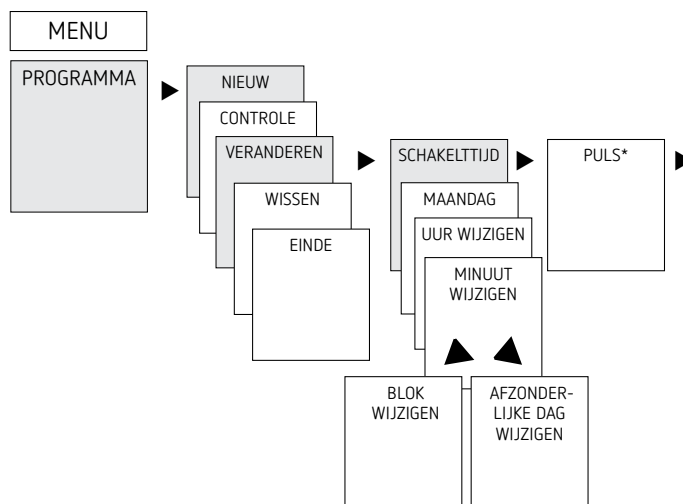 MENU
PROGRAMMA
NIEUW
CONTROLE
VERANDEREN
WISSEN
EINDE
SCHAKELTTIJD
MAANDAG
UUR WIJZIGEN
MINUUT
WIJZIGEN
BLOK
WIJZIGEN
AFZONDER-
LIJKE DAG
WIJZIGEN
PULS*